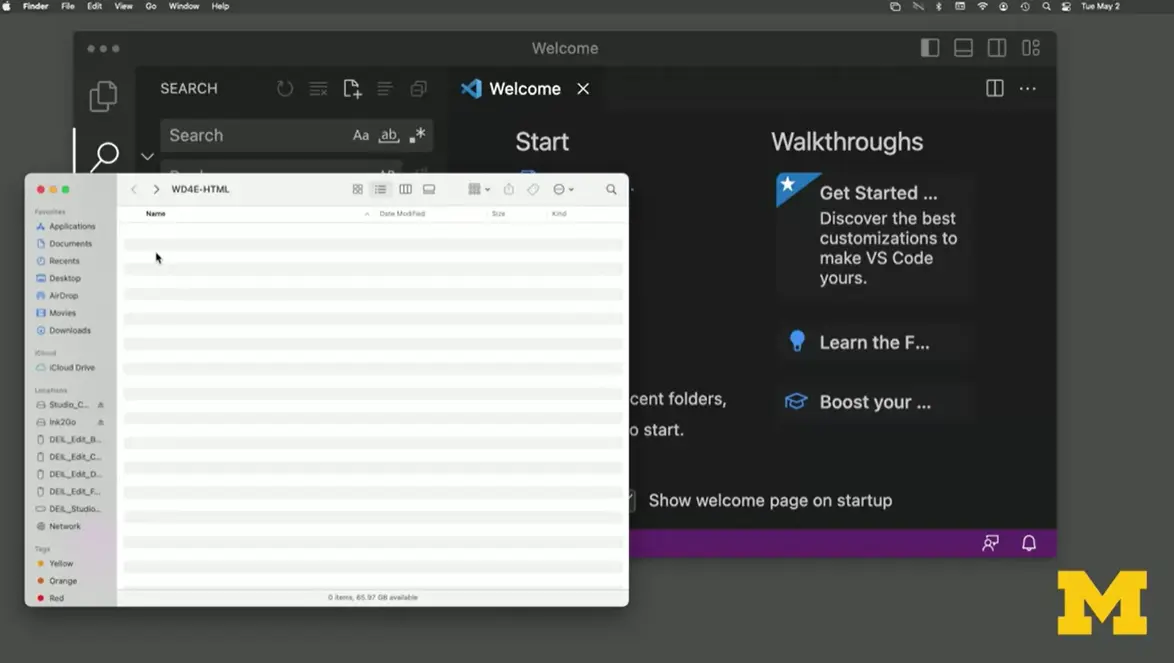 Finder File Edit View Go Window Help Tue May 2
Welcome
SEARCH
Welcome
Search Aa ab
Start
Walkthroughs
Get Started ...
Discover the best
customizations to
make VS Code
yours.
Learn the F...
Boost your ...
cent folders,
o start.
Show welcome page on startup
WD4E-HTML
Name Date Modified Size Kind
Favorites
Applications
Documents
Recents
Desktop
AirDrop
Movies
Downloads
iCloud
iCloud Drive
Locations
Studio_C...
Ink2Go
DEIL_Edit_B...
DEIL_Edit_C...
DEIL_Edit_D...
DEIL_Edit_F...
DEIL_Studio...
Network
Tags
Yellow
Orange
Red
0 items, 65.97 GB available
M